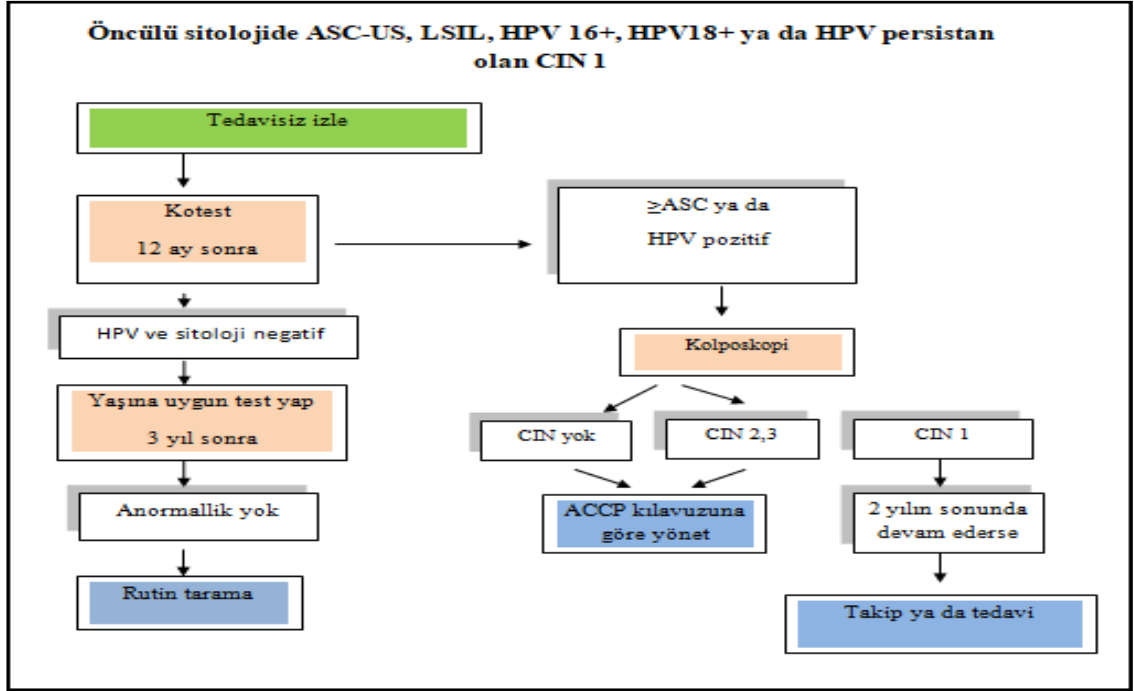 Öncülü sitolojide ASC-US, LSIL, HPV 16+, HPV18+ ya da HPV persistan
olan CIN 1
Tedavisiz izle
Kotest
12 ay sonra
≥ASC ya da
HPV pozitif
HPV ve sitoloji negatif
Kolposkopi
Yaşına uygun test yap
3 yıl sonra
CIN yok
CIN 2,3
CIN 1
Anormallik yok
ACCP kılavuzuna
göre yönet
2 yılın sonunda
devam ederse
Rutin tarama
Takip ya da tedavi